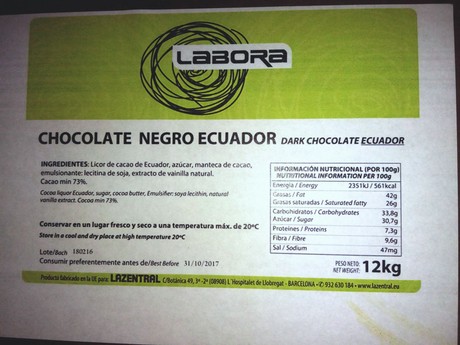 LABORA
CHOCOLATE NEGRO ECUADOR DARK CHOCOLATE ECUADOR
INGREDIENTES: Licor de cacao de Ecuador, azúcar, manteca de cacao,
emulsionante: lecitina de soja, extracto de vainilla natural.
Cacao min 73%.
Cacao liquor Ecuador, sugar, cocoa butter, Emulsifier: soya lecithin, natural
vanilla extract. Cocoa min 73%.
Conservar en un lugar fresco y seco a una temperatura máx. de 20ºC
Store in a cool and dry place at high temperature 20ºC
Lote/Bach 180216
Consumir preferentemente antes de/Best Before 31/10/2017
INFORMACIÓN NUTRICIONAL (POR 100g)
NUTRITIONAL INFORMATION PER 100g
Energía / Energy 2351kJ / 561kcal
Grasas / Fat 42g
Grasas saturadas / Saturated fatty 26g
Carbohidratos / Carbohydrates 33,8g
Azúcar / Sugar 30,7g
Proteínas / Proteins 7,3g
Fibra / Fibre 9,6g
Sal / Sodium 47mg
PESO NETO:
NET WEIGHT: 12kg
Producto fabricado en la UE para: LAZENTRAL C/Botánica 49, 3ª -2ª (08908) L'Hospitalet de Llobregat - BARCELONA - 932 630 184 - www.lazentral.eu